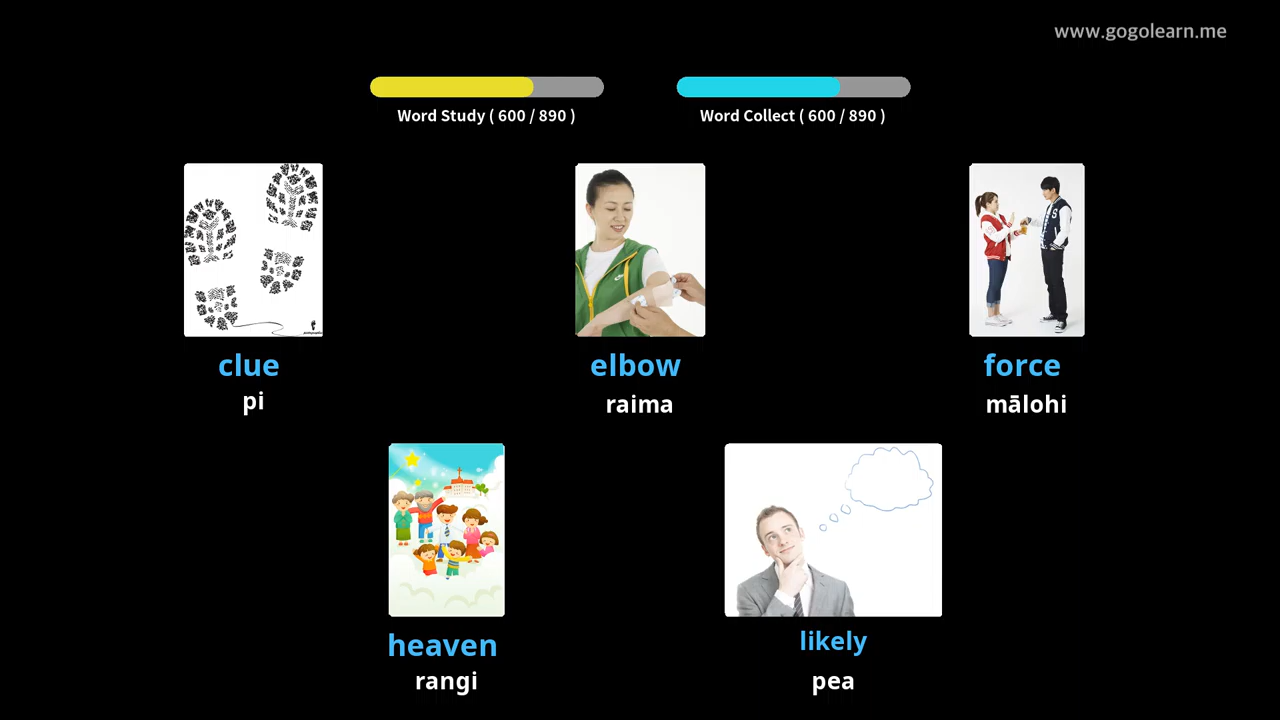 www.gogolearn.me
Word Study ( 600 / 890 )
Word Collect ( 600 / 890 )
clue
pi
elbow
raima
force
mālohi
heaven
rangi
likely
pea